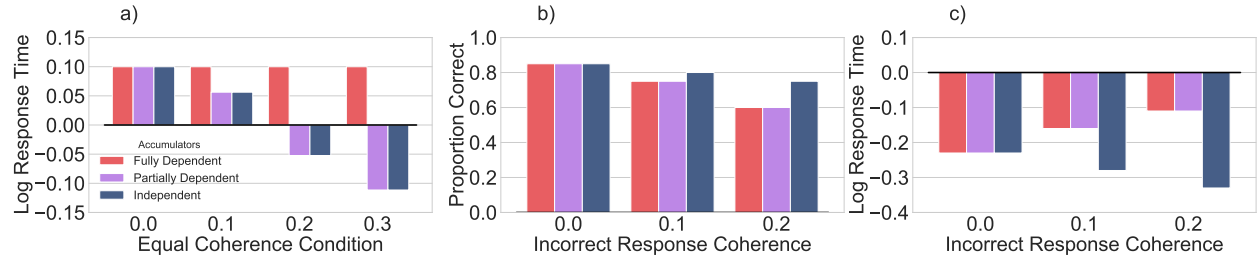 a)
Log Response Time
0.15
0.10
0.05
0.00
−0.05
−0.10
−0.15
Accumulators
Fully Dependent
Partially Dependent
Independent
0.0 0.1 0.2 0.3
Equal Coherence Condition
b)
Proportion Correct
1.0
0.8
0.6
0.4
0.2
0.0
0.0 0.1 0.2
Incorrect Response Coherence
c)
Log Response Time
0.1
0.0
−0.1
−0.2
−0.3
−0.4
0.0 0.1 0.2
Incorrect Response Coherence